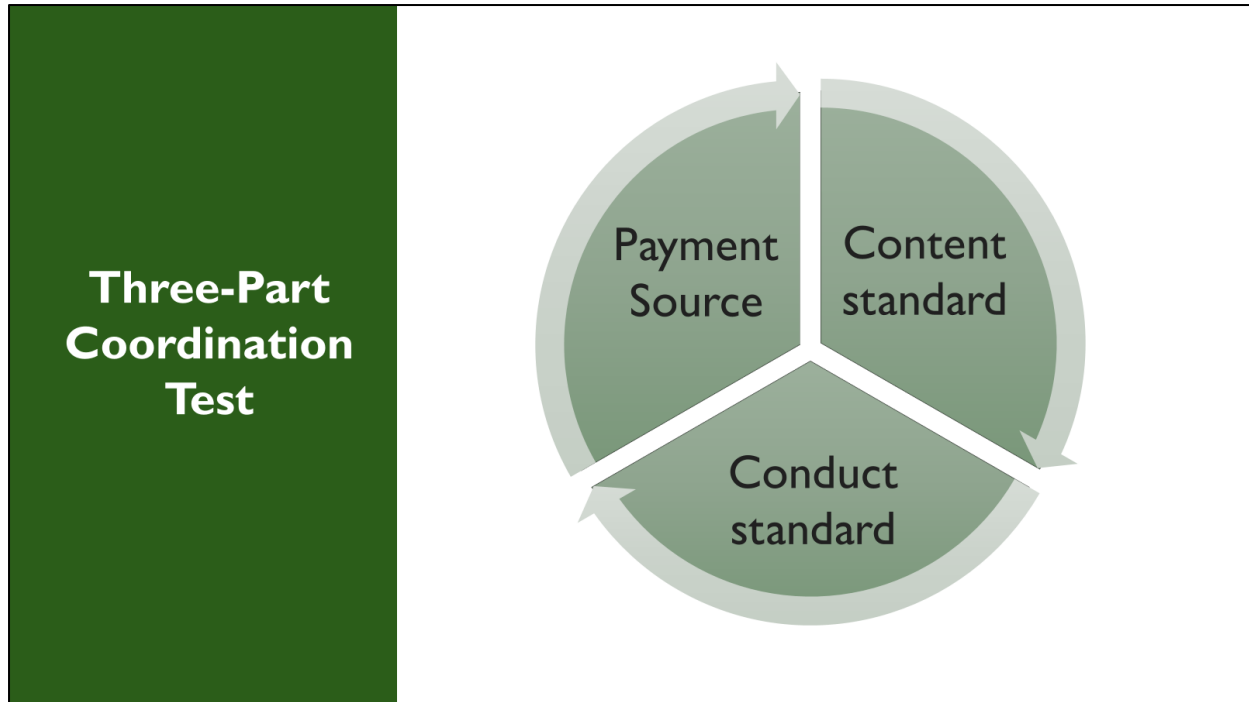 Three-Part
Coordination
Test
Payment
Source
Content
standard
Conduct
standard